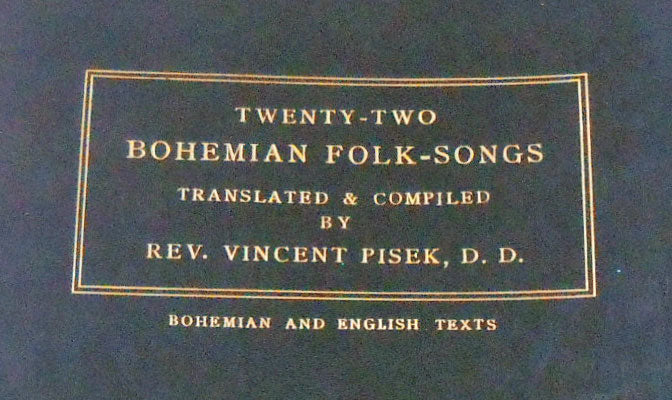 TWENTY-TWO
BOHEMIAN FOLK-SONGS
TRANSLATED & COMPILED
BY
REV. VINCENT PISEK, D. D.
BOHEMIAN AND ENGLISH TEXTS